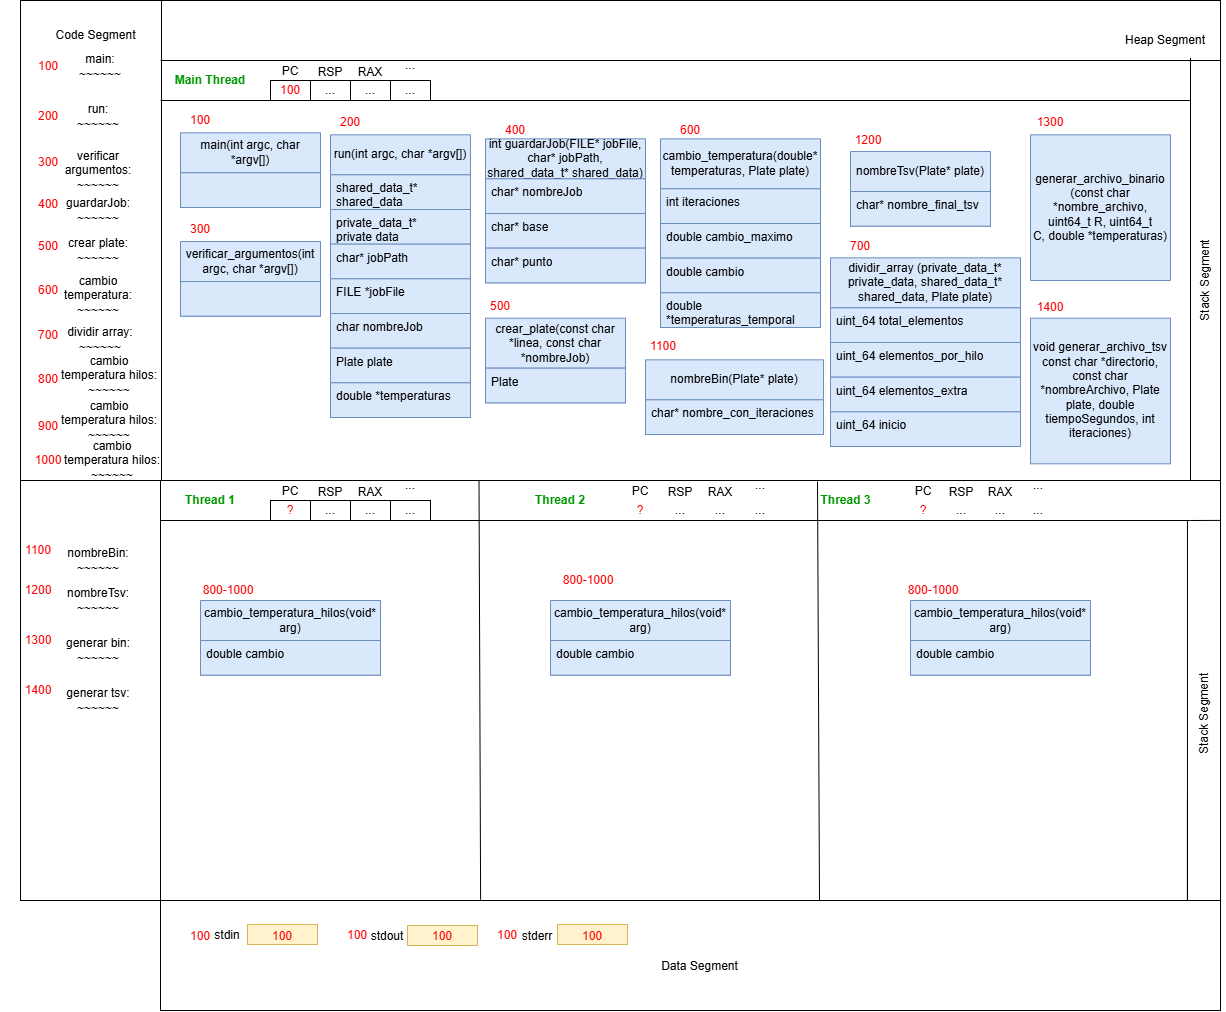 Code Segment
Heap Segment
100
main:
~~~~~~
200
run:
~~~~~~
300
verificar
argumentos:
~~~~~~
400
guardarJob:
~~~~~~
500
crear plate:
~~~~~~
600
cambio
temperatura:
~~~~~~
700
dividir array:
~~~~~~
800
cambio
temperatura hilos:
~~~~~~
900
cambio
temperatura hilos:
~~~~~~
1000
cambio
temperatura hilos:
~~~~~~
Main Thread
PC RSP RAX ...
100 ... ... ...
100
main(int argc, char
*argv[])
300
verificar_argumentos(int
argc, char *argv[])
200
run(int argc, char *argv[])
shared_data_t*
shared_data
private_data_t*
private data
char* jobPath
FILE *jobFile
char nombreJob
Plate plate
double *temperaturas
400
int guardarJob(FILE* jobFile,
char* jobPath,
shared_data_t* shared_data)
char* nombreJob
char* base
char* punto
500
crear_plate(const char
*linea, const char
*nombreJob)
Plate
600
cambio_temperatura(double*
temperaturas, Plate plate)
int iteraciones
double cambio_maximo
double cambio
double
*temperaturas_temporal
1100
nombreBin(Plate* plate)
char* nombre_con_iteraciones
1200
nombreTsv(Plate* plate)
char* nombre_final_tsv
700
dividir_array (private_data_t*
private_data, shared_data_t*
shared_data, Plate plate)
uint_64 total_elementos
uint_64 elementos_por_hilo
uint_64 elementos_extra
uint_64 inicio
1300
generar_archivo_binario
(const char
*nombre_archivo,
uint64_t R, uint64_t
C, double *temperaturas)
1400
void generar_archivo_tsv
const char *directorio,
const char
*nombreArchivo, Plate
plate, double
tiempoSegundos, int
iteraciones)
Stack Segment
1100
nombreBin:
~~~~~~
1200
nombreTsv:
~~~~~~
1300
generar bin:
~~~~~~
1400
generar tsv:
~~~~~~
Thread 1
PC RSP RAX ...
? ... ... ...
800-1000
cambio_temperatura_hilos(void*
arg)
double cambio
Thread 2
PC RSP RAX ...
? ... ... ...
800-1000
cambio_temperatura_hilos(void*
arg)
double cambio
Thread 3
PC RSP RAX ...
? ... ... ...
800-1000
cambio_temperatura_hilos(void*
arg)
double cambio
Stack Segment
100 stdin 100 100 stdout 100 100 stderr 100
Data Segment